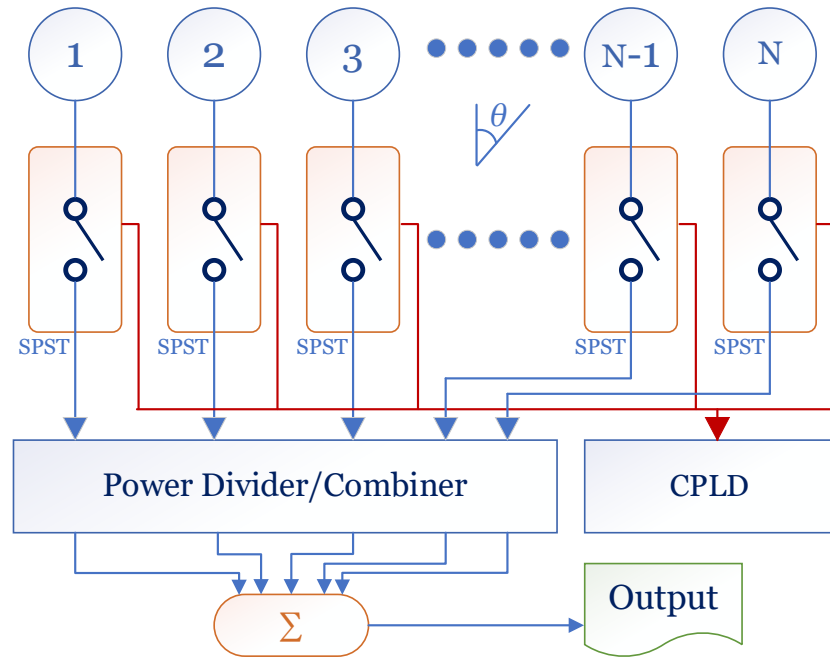 1
2
3
N-1
N
θ
SPST
SPST
SPST
SPST
SPST
Power Divider/Combiner
CPLD
Σ
Output